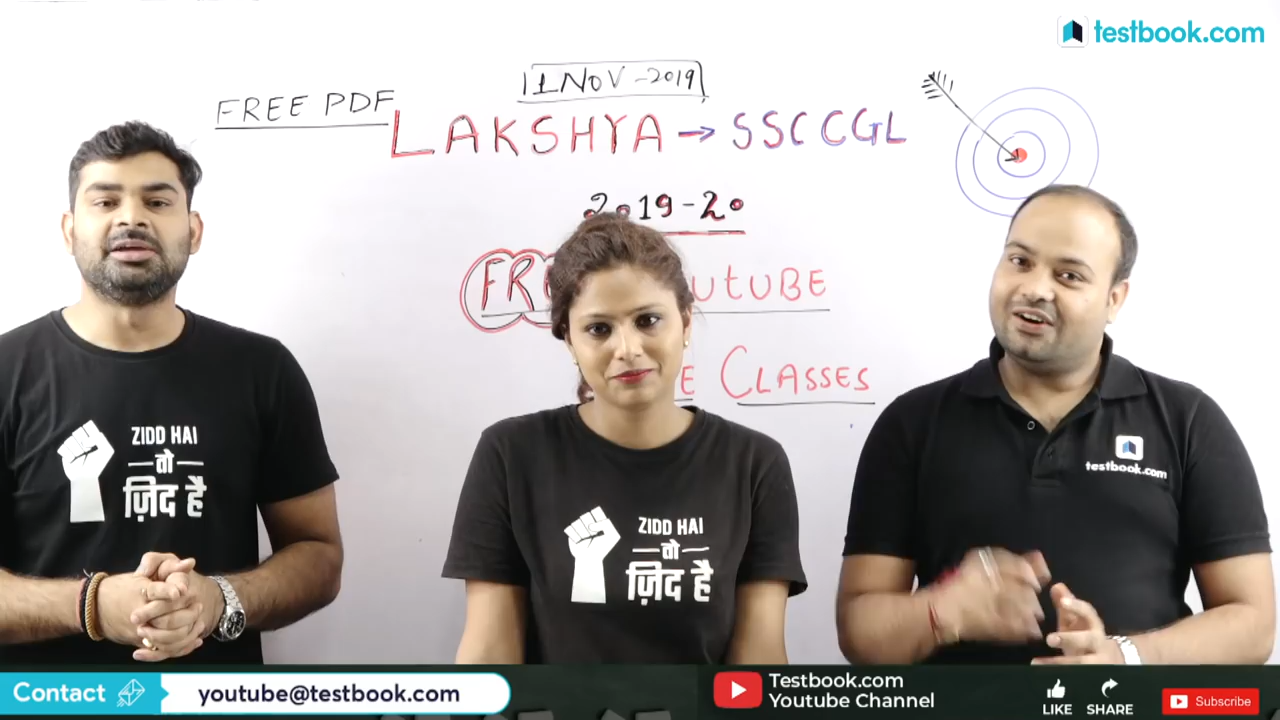 testbook.com
11 NOV - 2019
FREE PDF
LAKSHYA → SSC CGL
2019-20
UTUBE
CLASSES
testbook.com
ZIDD HAI
तो
ज़िद है
ZIDD HAI
तो
ज़िद है
Contact
youtube@testbook.com
Testbook.com
Youtube Channel
LIKE
SHARE
Subscribe